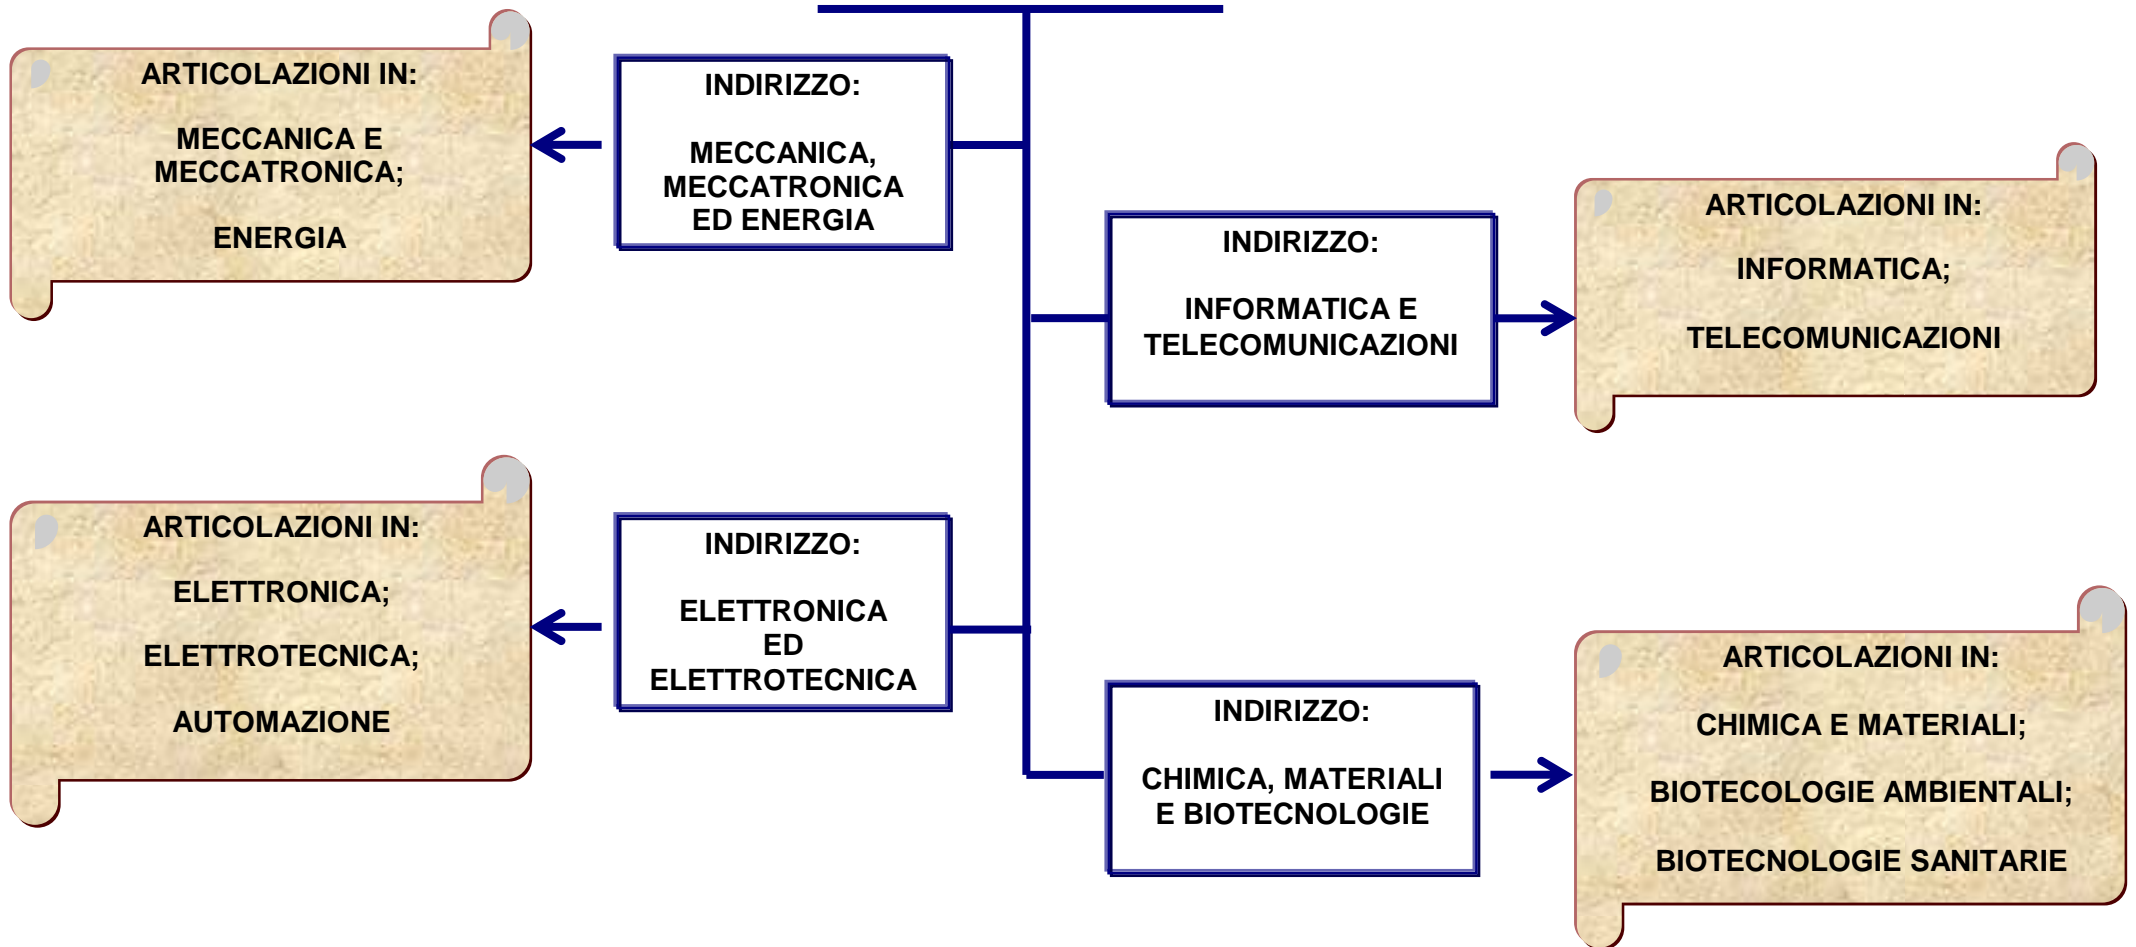 ARTICOLAZIONI IN:
MECCANICA E
MECCATRONICA;
ENERGIA
INDIRIZZO:
MECCANICA,
MECCATRONICA
ED ENERGIA
INDIRIZZO:
INFORMATICA E
TELECOMUNICAZIONI
ARTICOLAZIONI IN:
INFORMATICA;
TELECOMUNICAZIONI
ARTICOLAZIONI IN:
ELETTRONICA;
ELETTROTECNICA;
AUTOMAZIONE
INDIRIZZO:
ELETTRONICA
ED
ELETTROTECNICA
INDIRIZZO:
CHIMICA, MATERIALI
E BIOTECNOLOGIE
ARTICOLAZIONI IN:
CHIMICA E MATERIALI;
BIOTECOLOGIE AMBIENTALI;
BIOTECNOLOGIE SANITARIE